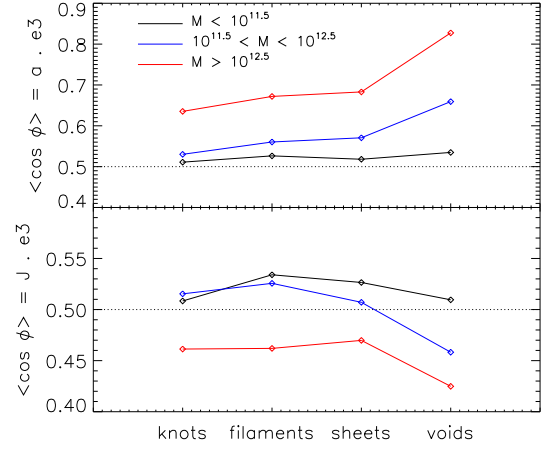 0.9
M < 10^11.5
10^11.5 < M < 10^12.5
0.8
M > 10^12.5
0.7
0.6
0.5
0.4
<cos ϕ> = a . e3
0.55
0.50
0.45
0.40
<cos ϕ> = J . e3
knots filaments sheets voids